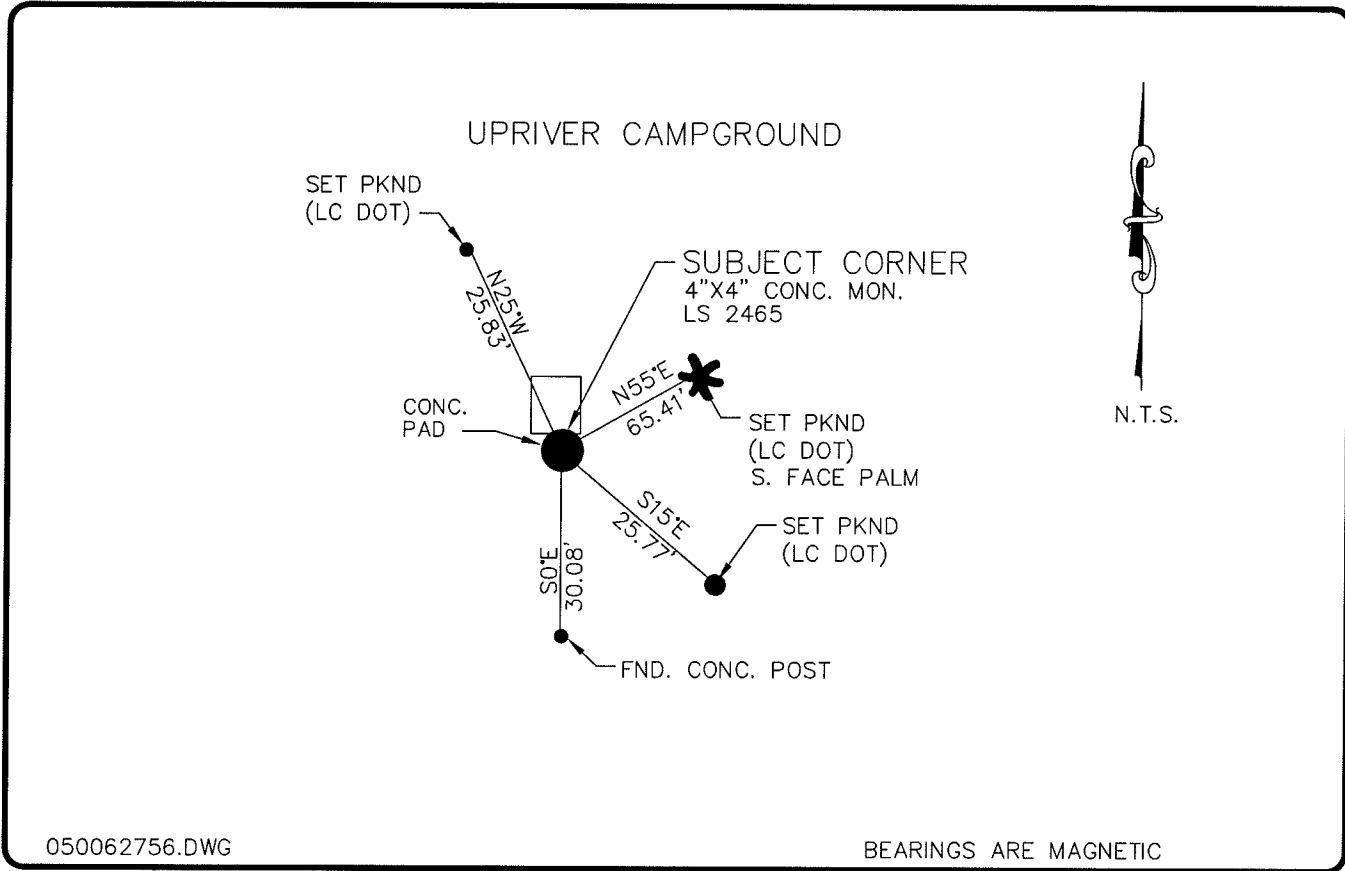 UPRIVER CAMPGROUND
SET PKND
(LC DOT)
N25°W
25.83'
SUBJECT CORNER
4"X4" CONC. MON.
LS 2465
N55°E
65.41'
CONC.
PAD
SET PKND
(LC DOT)
S. FACE PALM
N.T.S.
S15°E
25.77'
SET PKND
(LC DOT)
S0°E
30.08'
FND. CONC. POST
050062756.DWG
BEARINGS ARE MAGNETIC